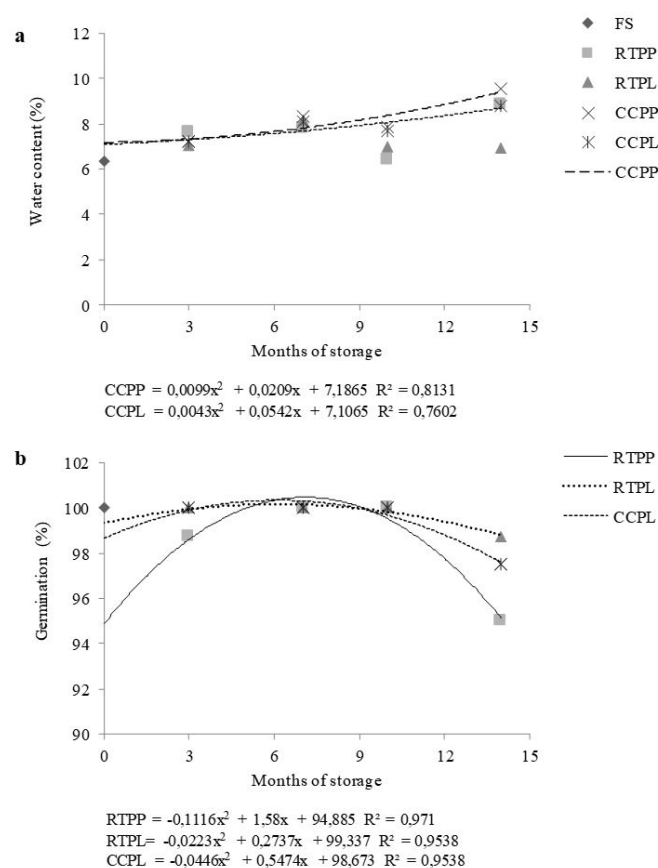 a
12
10
8
6
4
2
0
Water content (%)
0 3 6 9 12 15
Months of storage
FS
RTPP
RTPL
CCPP
CCPL
CCPP
CCPP = 0,0099x² + 0,0209x + 7,1865 R² = 0,8131
CCPL = 0,0043x² + 0,0542x + 7,1065 R² = 0,7602
b
102
100
98
96
94
92
90
Germination (%)
0 3 6 9 12 15
Months of storage
RTPP
RTPL
CCPL
RTPP = -0,1116x² + 1,58x + 94,885 R² = 0,971
RTPL= -0,0223x² + 0,2737x + 99,337 R² = 0,9538
CCPL = -0,0446x² + 0,5474x + 98,673 R² = 0,9538